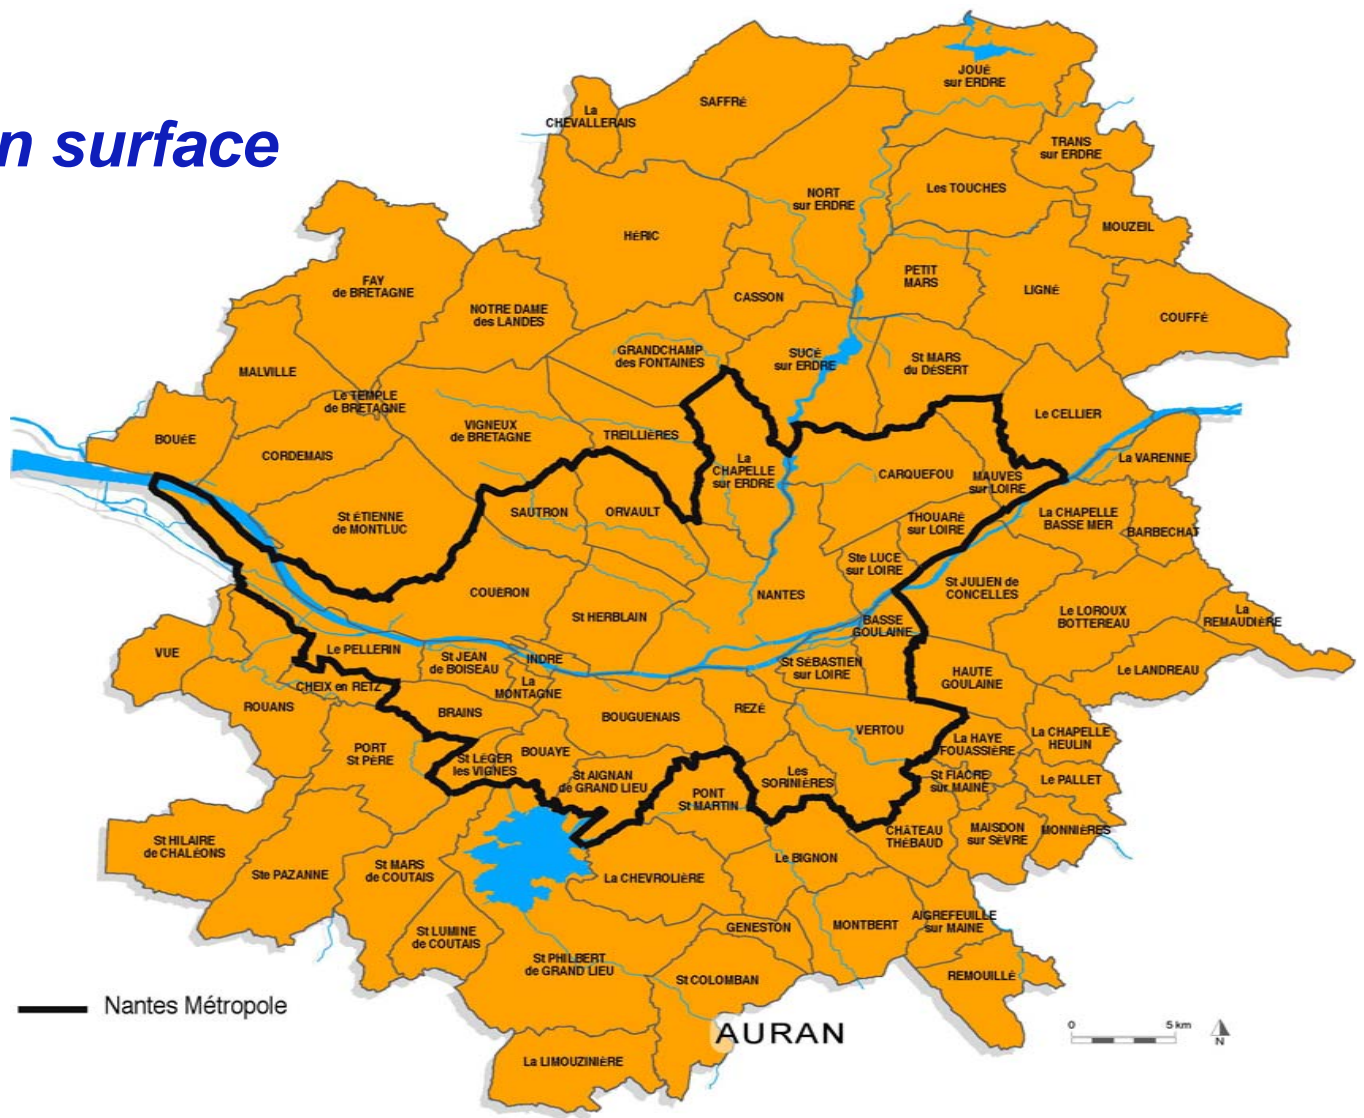 n surface
JOUÉ
sur ERDRE
SAFFRÉ
La
CHEVALLERAIS
TRANS
sur ERDRE
Les TOUCHES
NORT
sur ERDRE
MOUZEIL
HÉRIC
PETIT
MARS
LIGNÉ
FAY
de BRETAGNE
CASSON
NOTRE DAME
des LANDES
COUFFÉ
GRANDCHAMP
des FONTAINES
SUCÉ
sur ERDRE
St MARS
du DÉSERT
MALVILLE
Le TEMPLE
de BRETAGNE
Le CELLIER
VIGNEUX
de BRETAGNE
TREILLIÈRES
BOUÉE
CORDEMAIS
La
CHAPELLE
sur ERDRE
CARQUEFOU
MAUVES
sur LOIRE
La VARENNE
St ÉTIENNE
de MONTLUC
SAUTRON
ORVAULT
THOUARÉ
sur LOIRE
La CHAPELLE
BASSE MER
BARBECHAT
Ste LUCE
sur LOIRE
St JULIEN de
CONCELLES
COUËRON
NANTES
St HERBLAIN
BASSE
GOULAINE
Le LOROUX
BOTTEREAU
La
REMAUDIÈRE
VUE
Le PELLERIN
St JEAN
de BOISEAU
INDRE
La
MONTAGNE
St SÉBASTIEN
sur LOIRE
HAUTE
GOULAINE
Le LANDREAU
CHEIX en RETZ
ROUANS
BRAINS
BOUGUENAIS
REZÉ
VERTOU
La HAYE
FOUASSIÈRE
La CHAPELLE
HEULIN
PORT
St PÈRE
St LÉGER
les VIGNES
BOUAYE
St AIGNAN
de GRAND LIEU
Les
SORINIÈRES
St FIACRE
sur MAINE
Le PALLET
PONT
St MARTIN
St HILAIRE
de CHALÉONS
CHÂTEAU
THÉBAUD
MAISDON
sur SÈVRE
MONNIÈRES
Ste PAZANNE
St MARS
de COUTAIS
La CHEVROLIÈRE
Le BIGNON
St LUMINE
de COUTAIS
GENESTON
MONTBERT
AIGREFEUILLE
sur MAINE
St PHILBERT
de GRAND LIEU
St COLOMBAN
REMOUILLÉ
Nantes Métropole
AURAN
0 5 km
N
La LIMOUZINIÈRE